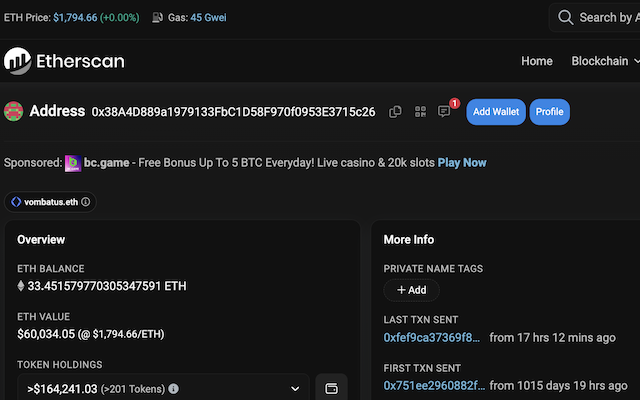 ETH Price: $1,794.66 (+0.00%) Gas: 45 Gwei
Search by A
Etherscan
Home Blockchain
Address 0x38A4D889a1979133FbC1D58F970f0953E3715c26 1 Add Wallet Profile
Sponsored: bc.game - Free Bonus Up To 5 BTC Everyday! Live casino & 20k slots Play Now
vombatus.eth
Overview
ETH BALANCE
33.451579770305347591 ETH
ETH VALUE
$60,034.05 (@ $1,794.66/ETH)
TOKEN HOLDINGS
>$164,241.03 (>201 Tokens)
More Info
PRIVATE NAME TAGS
+ Add
LAST TXN SENT
0xfef9ca37369f8... from 17 hrs 12 mins ago
FIRST TXN SENT
0x751ee2960882f... from 1015 days 19 hrs ago